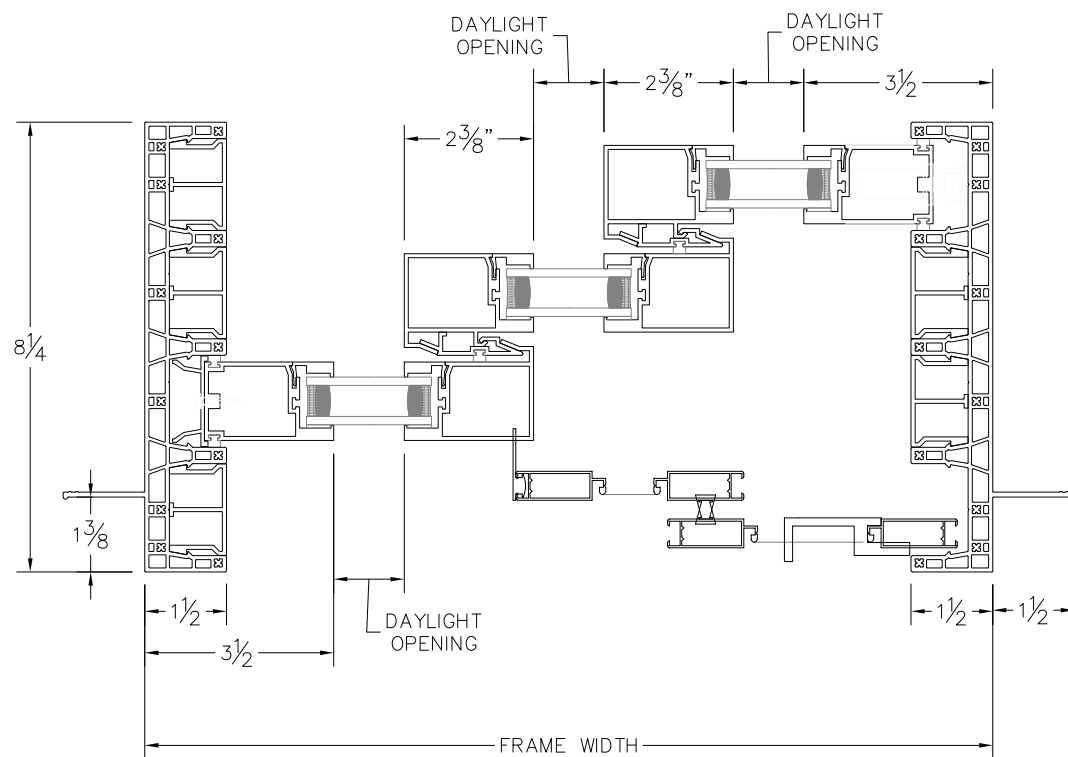 DAYLIGHT
OPENING
DAYLIGHT
OPENING
2 3/8"
3 1/2
2 3/8"
8 1/4
1 3/8
1 1/2
3 1/2
DAYLIGHT
OPENING
1 1/2
1 1/2
FRAME WIDTH